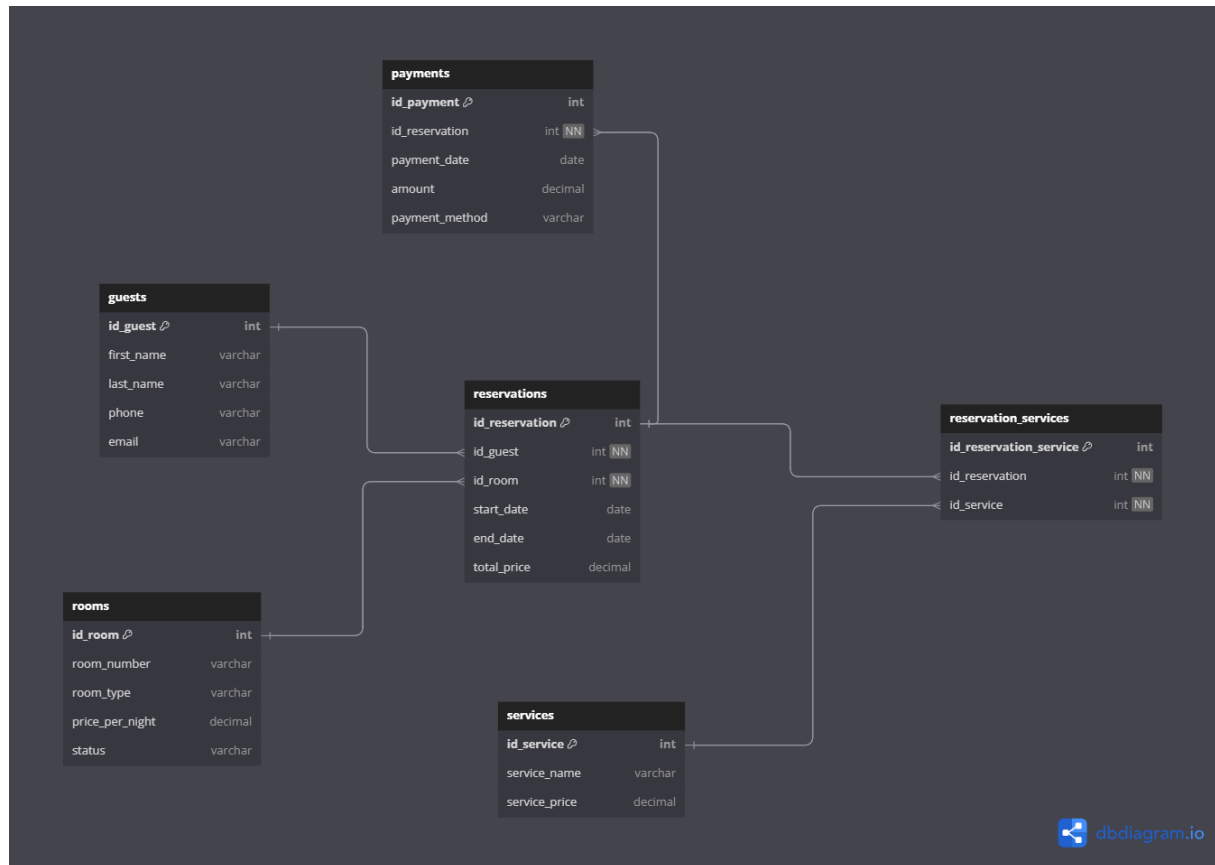 payments
id_payment int
id_reservation int NN
payment_date date
amount decimal
payment_method varchar
guests
id_guest int
first_name varchar
last_name varchar
phone varchar
email varchar
reservations
id_reservation int
id_guest int NN
id_room int NN
start_date date
end_date date
total_price decimal
reservation_services
id_reservation_service int
id_reservation int NN
id_service int NN
rooms
id_room int
room_number varchar
room_type varchar
price_per_night decimal
status varchar
services
id_service int
service_name varchar
service_price decimal
dbdiagram.io